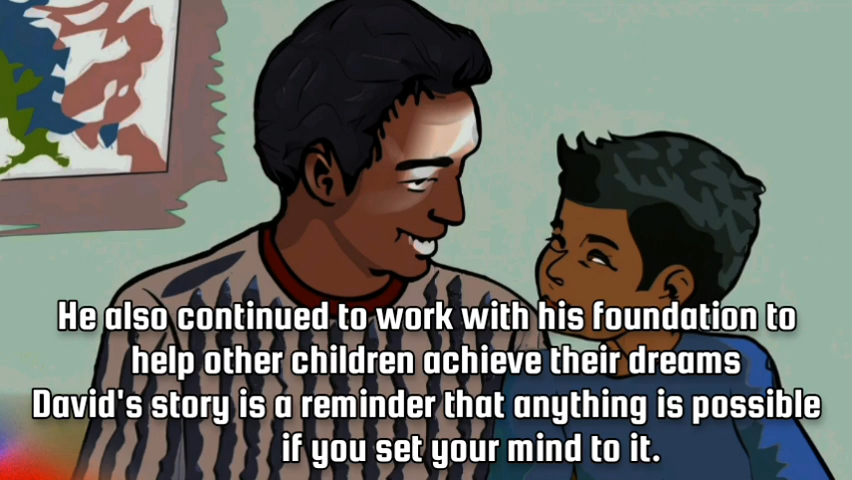 He also continued to work with his foundation to
help other children achieve their dreams
David's story is a reminder that anything is possible
if you set your mind to it.